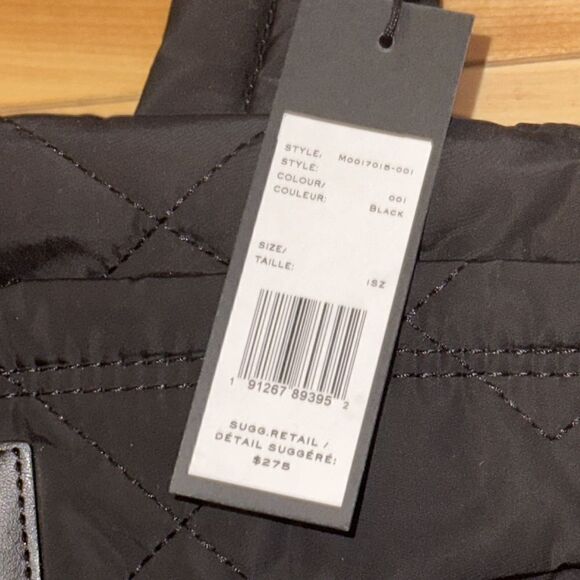 STYLE/ M0017015-001
STYLE:
COLOUR/ 001
COULEUR: BLACK
SIZE/
TAILLE: 1SZ
1 91267 89395 2
SUGG.RETAIL /
DÉTAIL SUGGÉRÉ:
$275